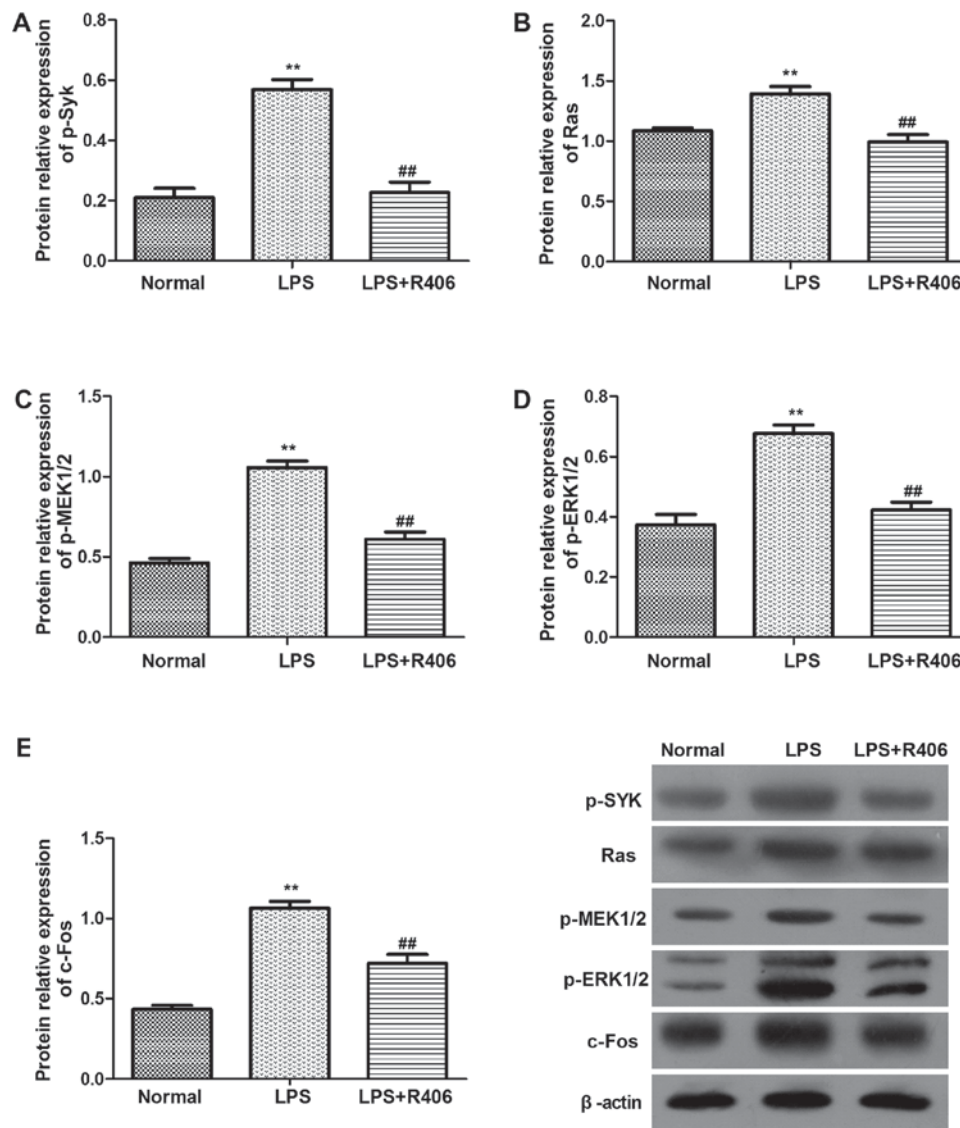 A
Protein relative expression
of p-Syk
0.8
0.6
0.4
0.2
0.0
**
##
Normal LPS LPS+R406
B
Protein relative expression
of Ras
2.0
1.5
1.0
0.5
0.0
**
##
Normal LPS LPS+R406
C
Protein relative expression
of p-MEK1/2
1.5
1.0
0.5
0.0
**
##
Normal LPS LPS+R406
D
Protein relative expression
of p-ERK1/2
0.8
0.6
0.4
0.2
0.0
**
##
Normal LPS LPS+R406
E
Protein relative expression
of c-Fos
1.5
1.0
0.5
0.0
**
##
Normal LPS LPS+R406
Normal LPS LPS+R406
p-SYK
Ras
p-MEK1/2
p-ERK1/2
c-Fos
β-actin